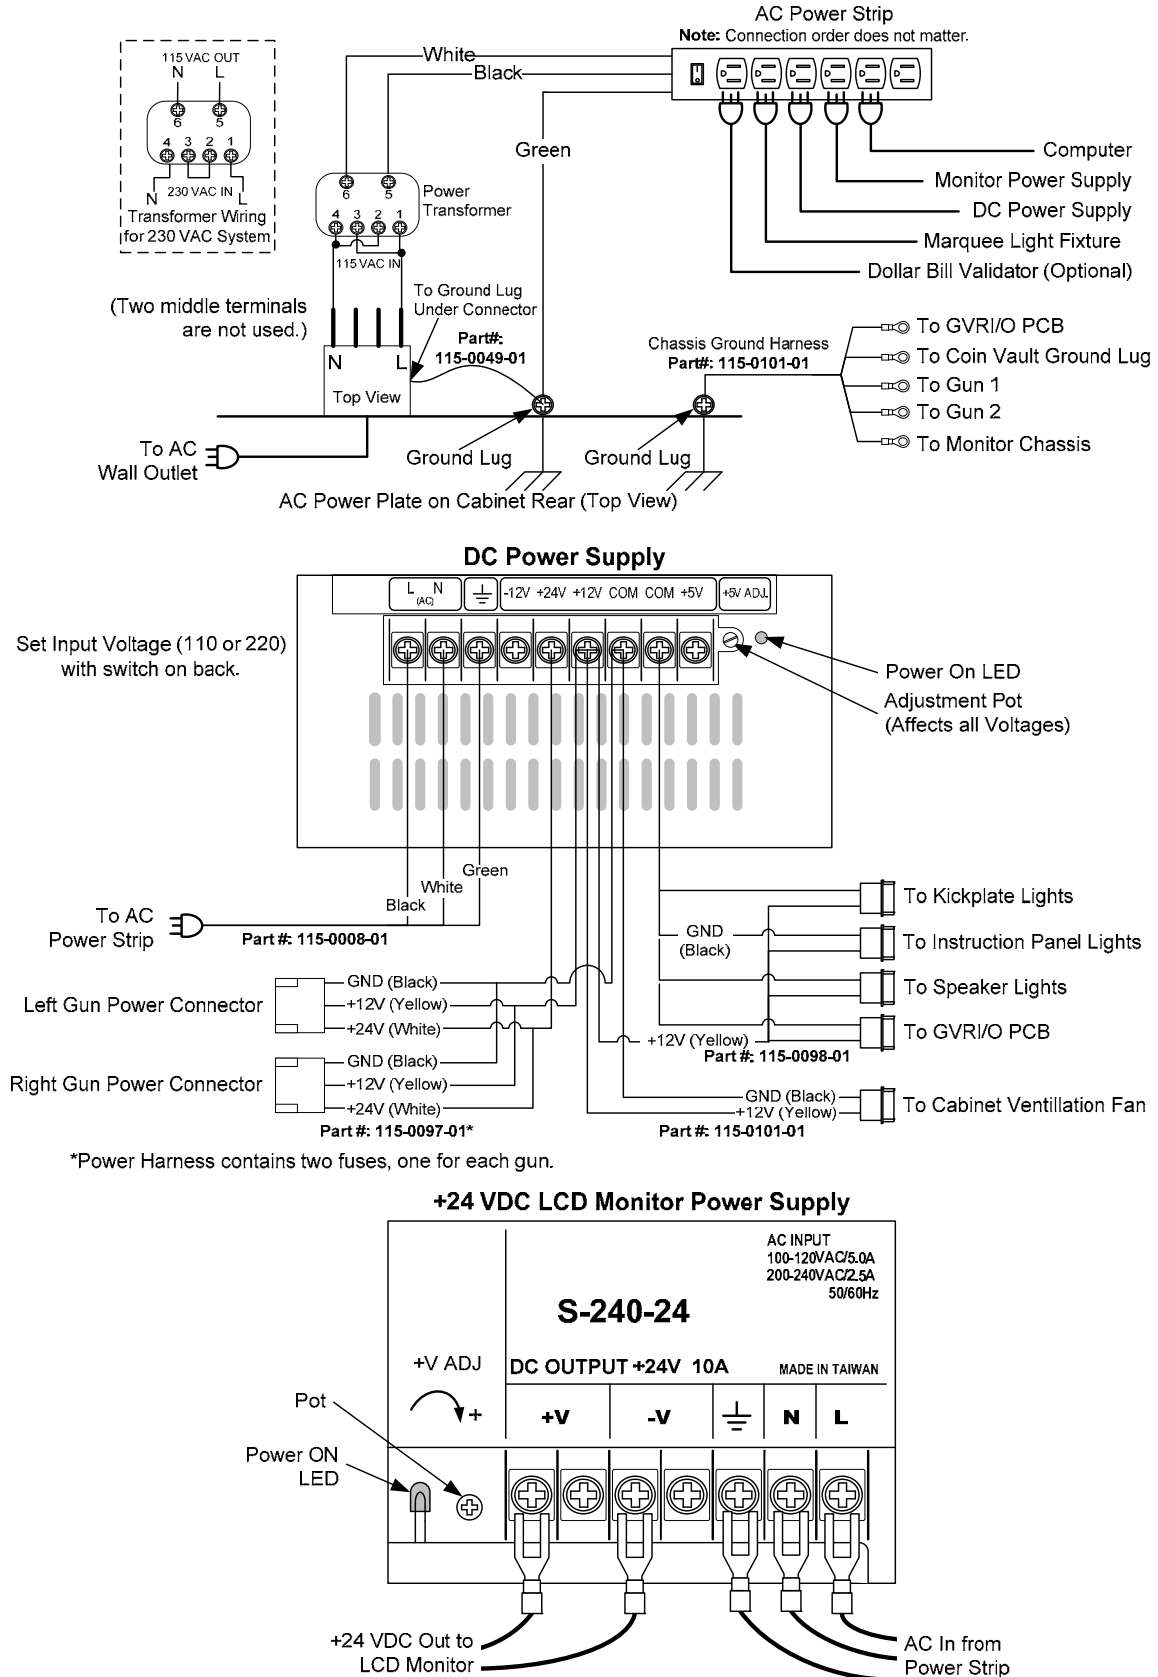 AC Power Strip
Note: Connection order does not matter.
White
Black
Green
115 VAC OUT
N L
6 5
4 3 2 1
230 VAC IN
N L
Transformer Wiring
for 230 VAC System
6 5
4 3 2 1
Power
Transformer
115 VAC IN
Computer
Monitor Power Supply
DC Power Supply
Marquee Light Fixture
Dollar Bill Validator (Optional)
(Two middle terminals
are not used.)
To Ground Lug
Under Connector
Part#:
115-0049-01
N L
Top View
Chassis Ground Harness
Part#: 115-0101-01
To GVRI/O PCB
To Coin Vault Ground Lug
To Gun 1
To Gun 2
To Monitor Chassis
To AC
Wall Outlet
Ground Lug
Ground Lug
AC Power Plate on Cabinet Rear (Top View)
DC Power Supply
L N
(AC)
-12V +24V +12V COM COM +5V
+5V ADJ.
Set Input Voltage (110 or 220)
with switch on back.
Power On LED
Adjustment Pot
(Affects all Voltages)
Green
White
Black
To AC
Power Strip
Part #: 115-0008-01
To Kickplate Lights
GND
(Black)
To Instruction Panel Lights
To Speaker Lights
To GVRI/O PCB
+12V (Yellow)
Part #: 115-0098-01
Left Gun Power Connector
GND (Black)
+12V (Yellow)
+24V (White)
Right Gun Power Connector
GND (Black)
+12V (Yellow)
+24V (White)
Part #: 115-0097-01*
GND (Black)
+12V (Yellow)
To Cabinet Ventillation Fan
Part #: 115-0101-01
*Power Harness contains two fuses, one for each gun.
+24 VDC LCD Monitor Power Supply
AC INPUT
100-120VAC/5.0A
200-240VAC/2.5A
50/60Hz
S-240-24
+V ADJ
DC OUTPUT +24V 10A
MADE IN TAIWAN
+
+V -V N L
Pot
Power ON
LED
+24 VDC Out to
LCD Monitor
AC In from
Power Strip